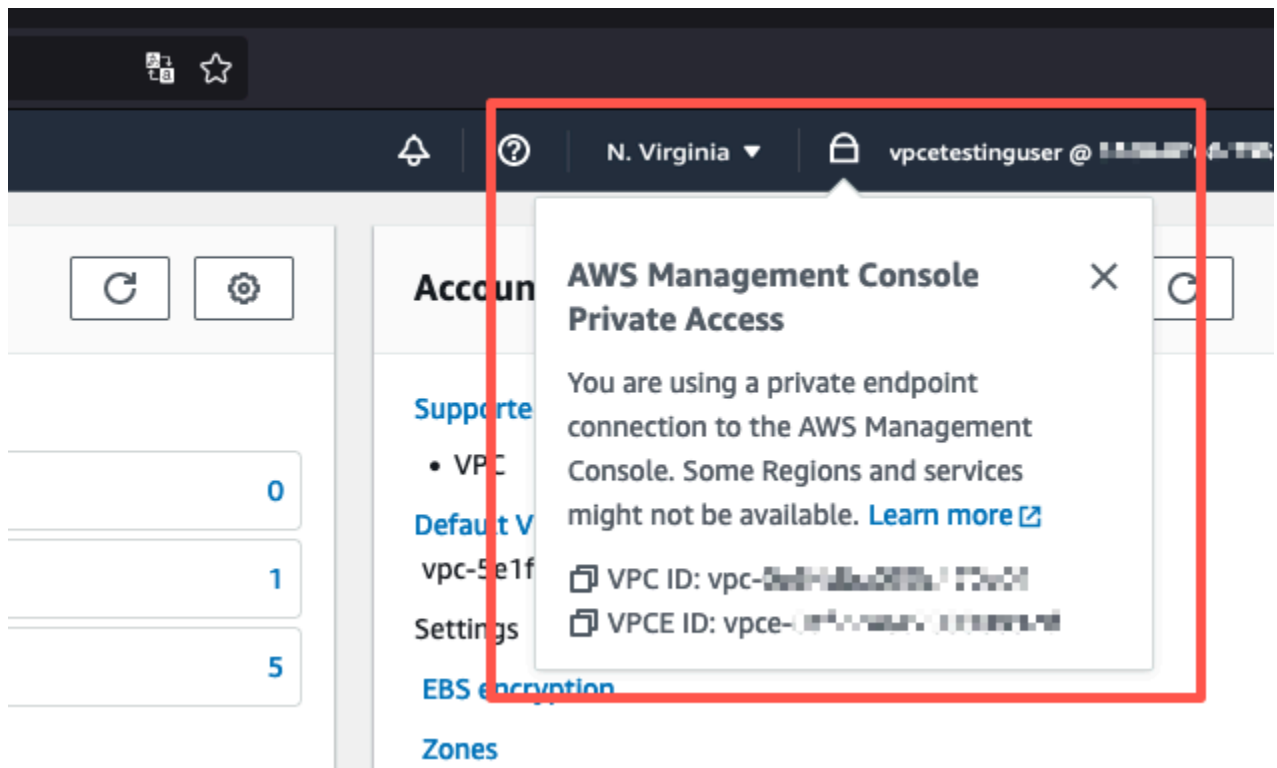 N. Virginia
vpcetestinguser @
Accoun
AWS Management Console
Private Access
You are using a private endpoint
connection to the AWS Management
Console. Some Regions and services
might not be available. Learn more
VPC ID: vpc-
VPCE ID: vpce-
Supporte
VPC
Default V
vpc-5e1f
Settings
EBS encryption
Zones
0
1
5